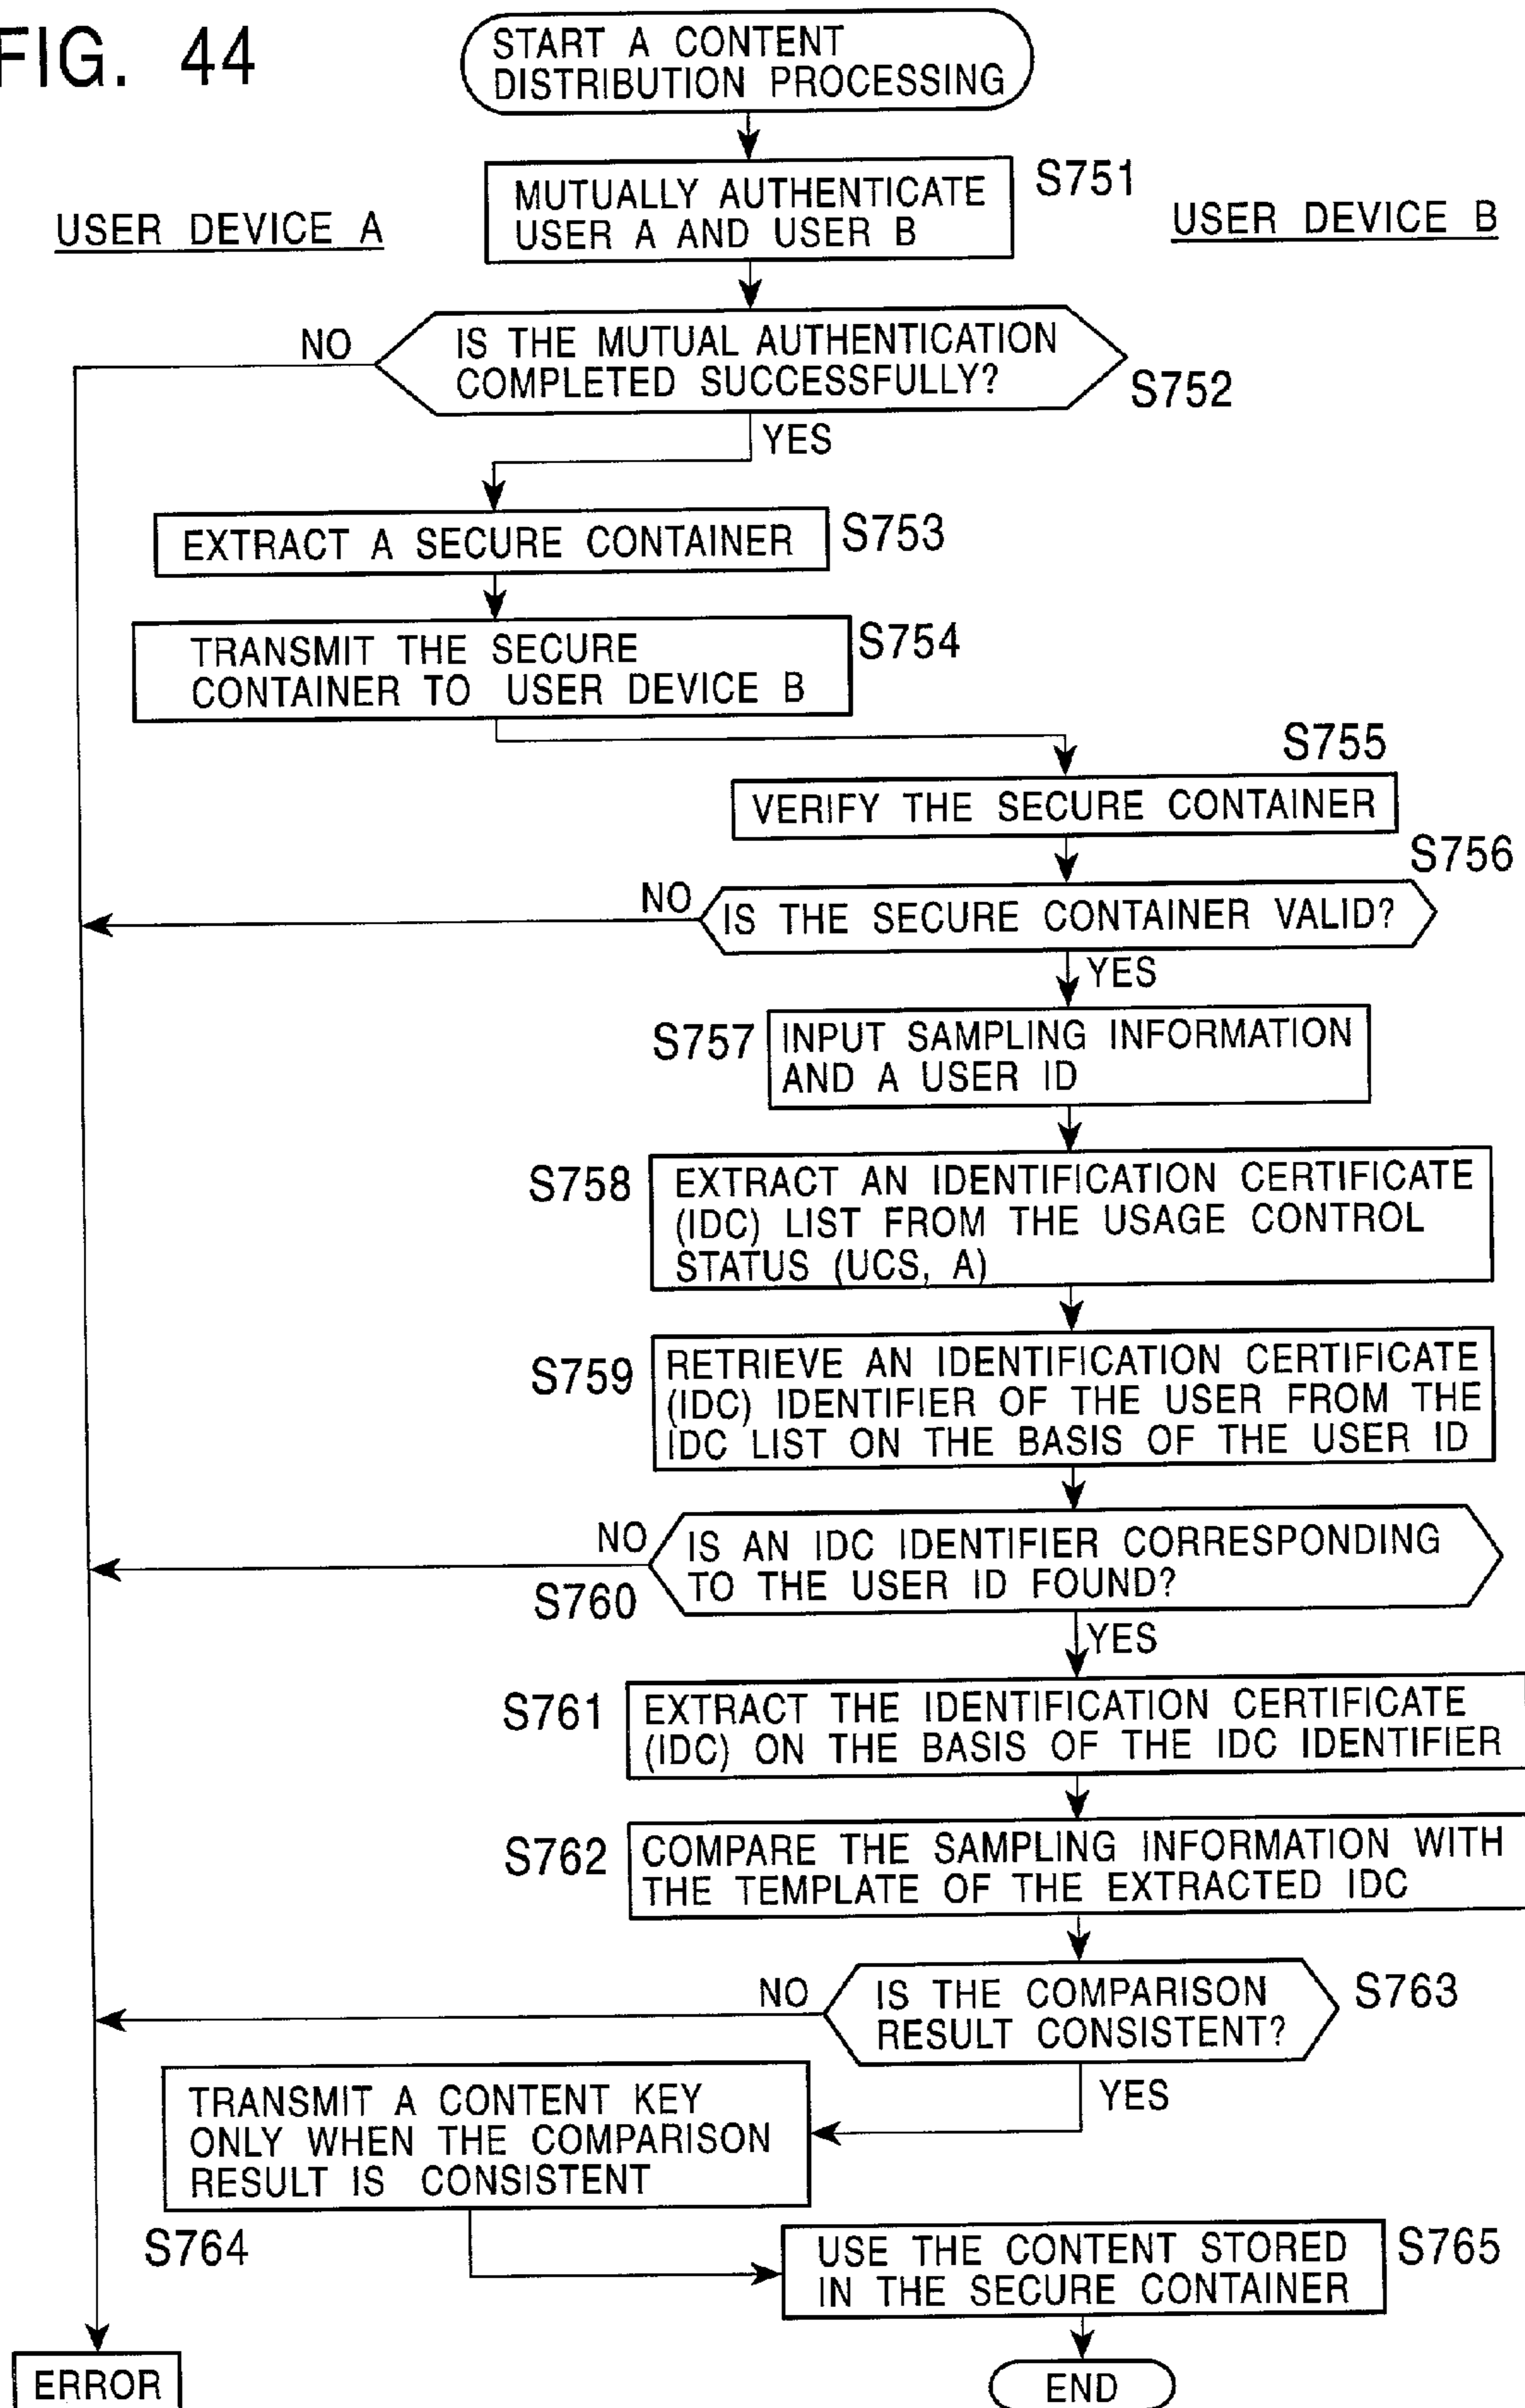 FIG. 44
START A CONTENT
DISTRIBUTION PROCESSING
S751
MUTUALLY AUTHENTICATE
USER A AND USER B
USER DEVICE A
USER DEVICE B
NO
IS THE MUTUAL AUTHENTICATION
COMPLETED SUCCESSFULLY?
S752
YES
EXTRACT A SECURE CONTAINER
S753
TRANSMIT THE SECURE
CONTAINER TO USER DEVICE B
S754
S755
VERIFY THE SECURE CONTAINER
S756
NO
IS THE SECURE CONTAINER VALID?
YES
S757
INPUT SAMPLING INFORMATION
AND A USER ID
S758
EXTRACT AN IDENTIFICATION CERTIFICATE
(IDC) LIST FROM THE USAGE CONTROL
STATUS (UCS, A)
S759
RETRIEVE AN IDENTIFICATION CERTIFICATE
(IDC) IDENTIFIER OF THE USER FROM THE
IDC LIST ON THE BASIS OF THE USER ID
NO
IS AN IDC IDENTIFIER CORRESPONDING
TO THE USER ID FOUND?
S760
YES
S761
EXTRACT THE IDENTIFICATION CERTIFICATE
(IDC) ON THE BASIS OF THE IDC IDENTIFIER
S762
COMPARE THE SAMPLING INFORMATION WITH
THE TEMPLATE OF THE EXTRACTED IDC
NO
IS THE COMPARISON
RESULT CONSISTENT?
S763
YES
TRANSMIT A CONTENT KEY
ONLY WHEN THE COMPARISON
RESULT IS CONSISTENT
S764
USE THE CONTENT STORED
IN THE SECURE CONTAINER
S765
ERROR
END